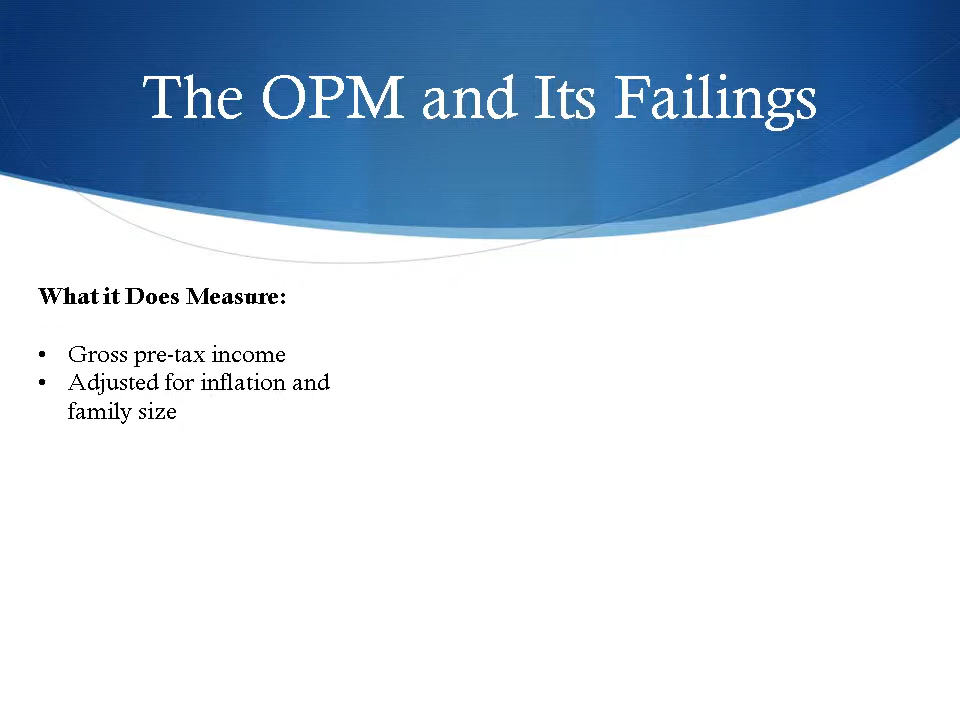 The OPM and Its Failings
What it Does Measure:
• Gross pre-tax income
• Adjusted for inflation and
family size